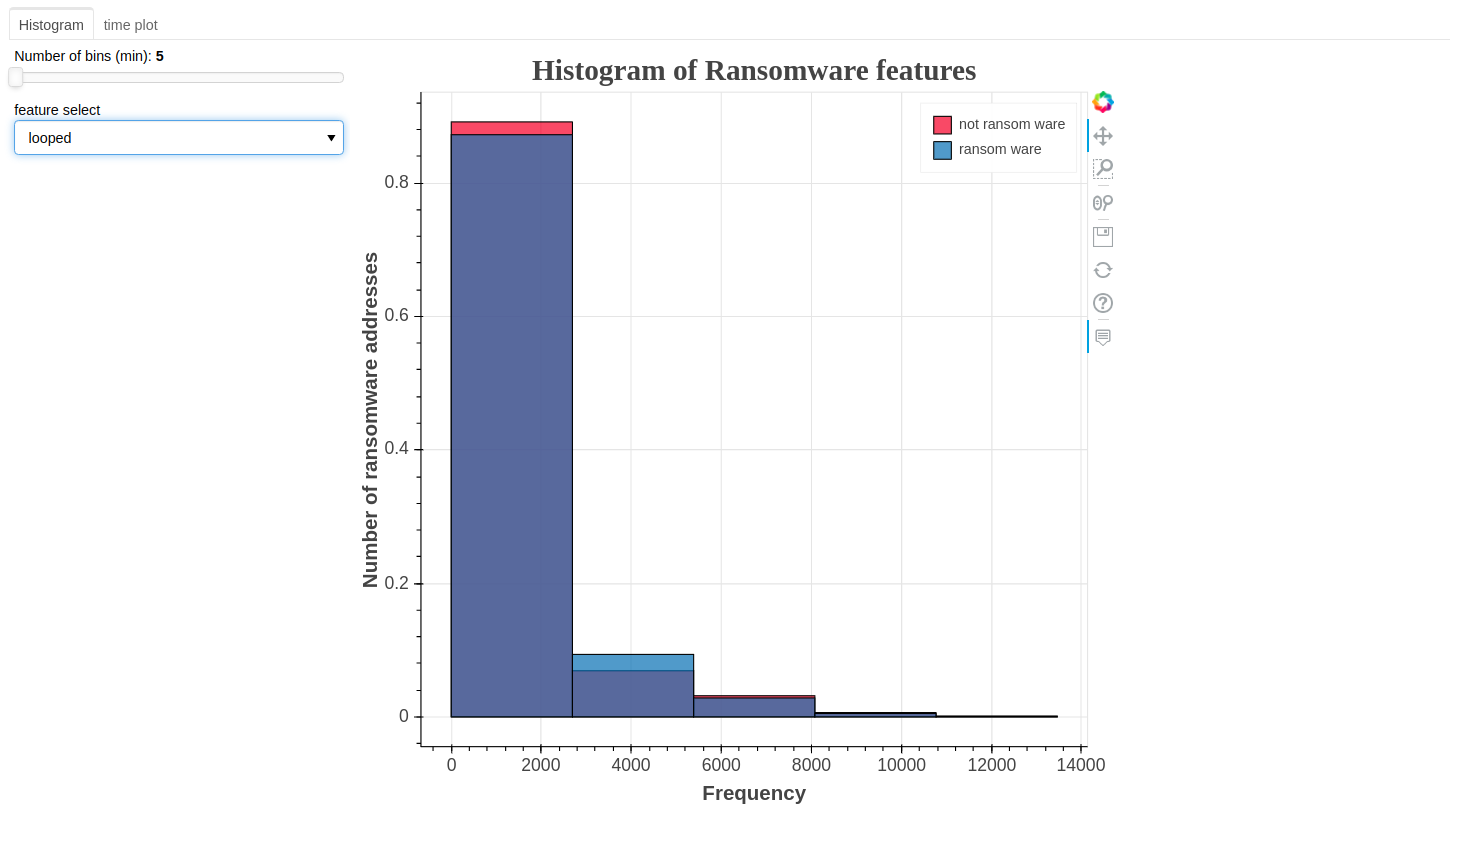 Histogram
time plot
Number of bins (min): 5
feature select
looped
Histogram of Ransomware features
not ransom ware
ransom ware
Number of ransomware addresses
0.8
0.6
0.4
0.2
0
0 2000 4000 6000 8000 10000 12000 14000
Frequency